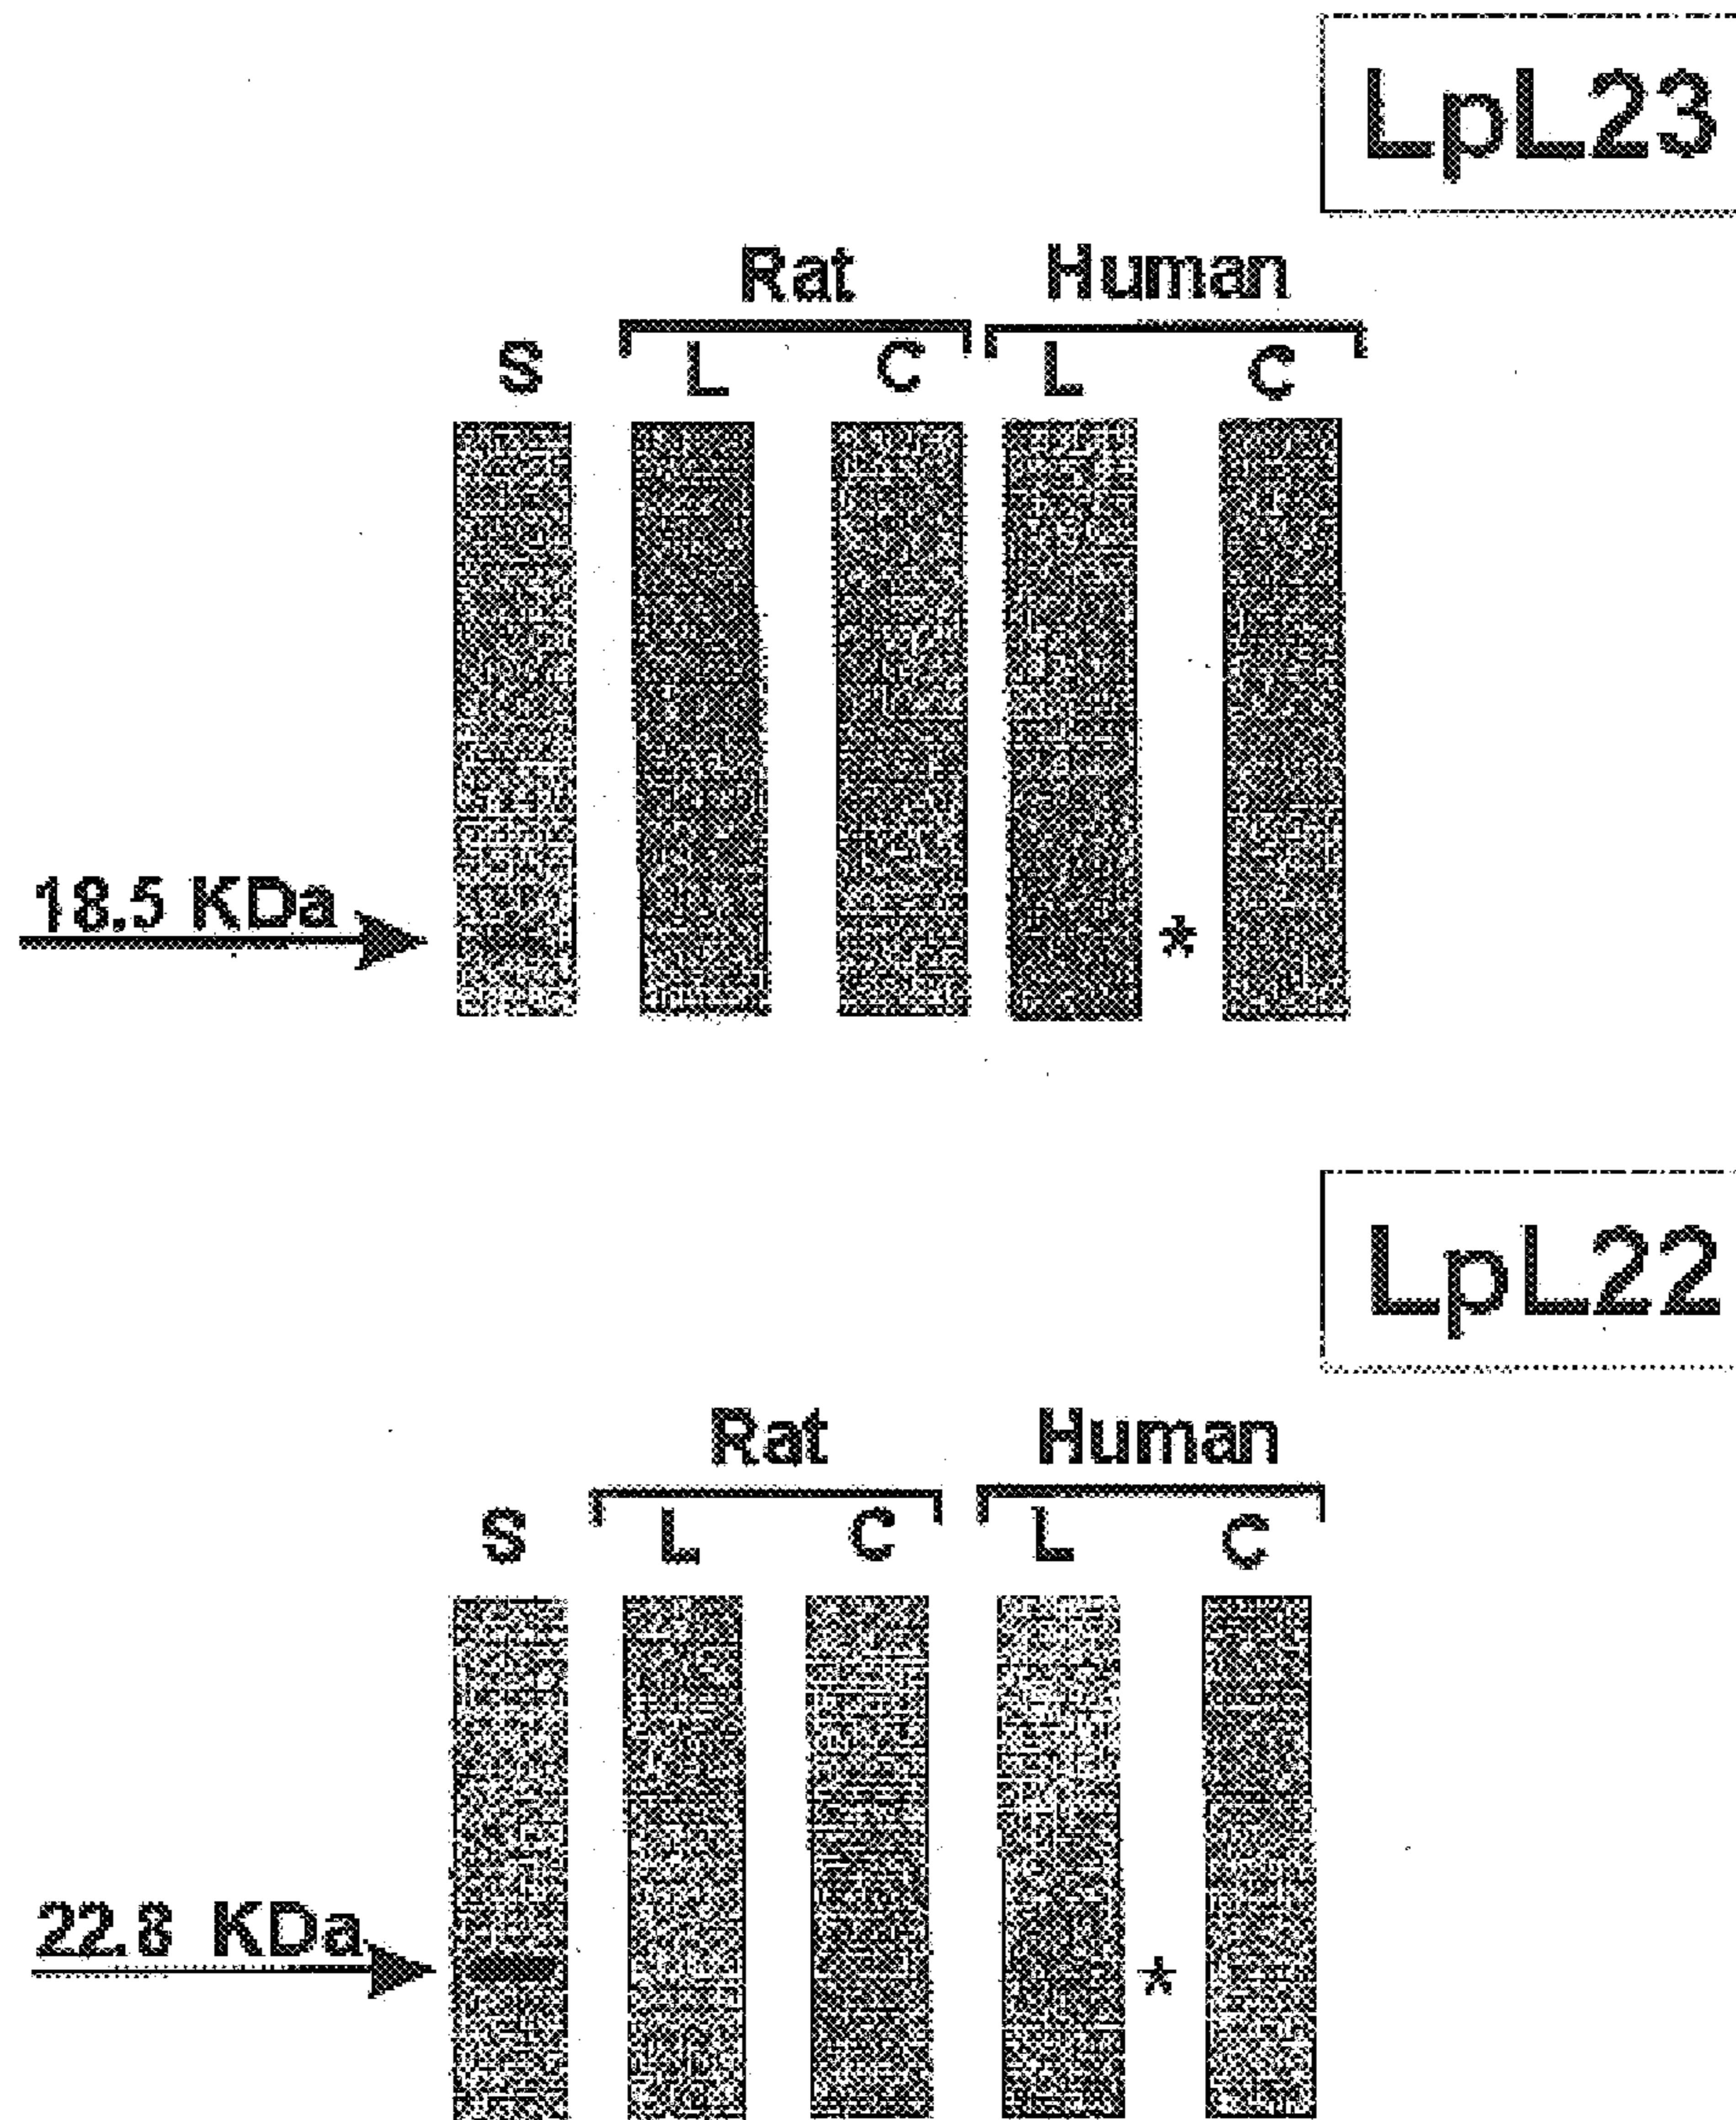 LpL23
Rat Human
S L C L C
18.5 KDa
*
LpL22
Rat Human
S L C L C
22.8 KDa
*